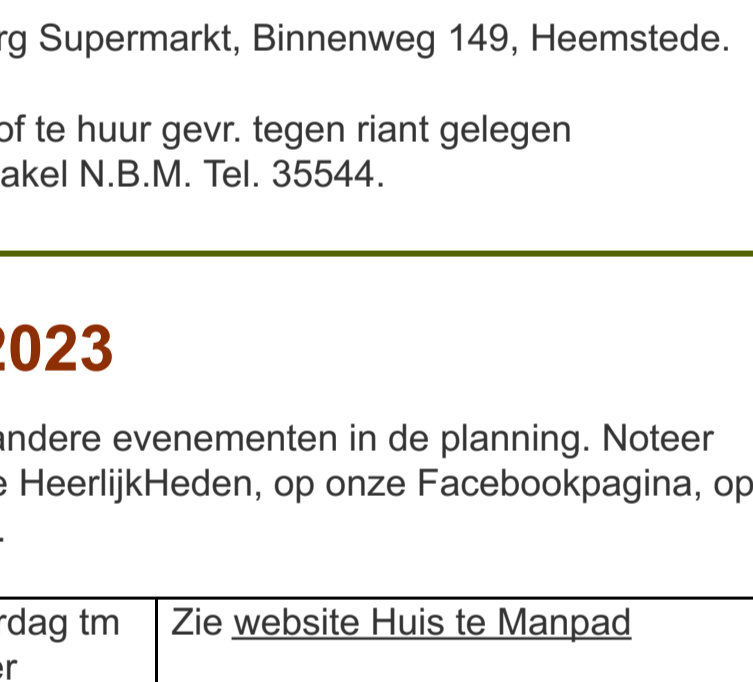 rg Supermarkt, Binnenweg 149, Heemstede.
of te huur gevr. tegen riant gelegen
akel N.B.M. Tel. 35544.
2023
andere evenementen in de planning. Noteer
e HeerlijkHeden, op onze Facebookpagina, op
.
rdag tm
er
Zie website Huis te Manpad